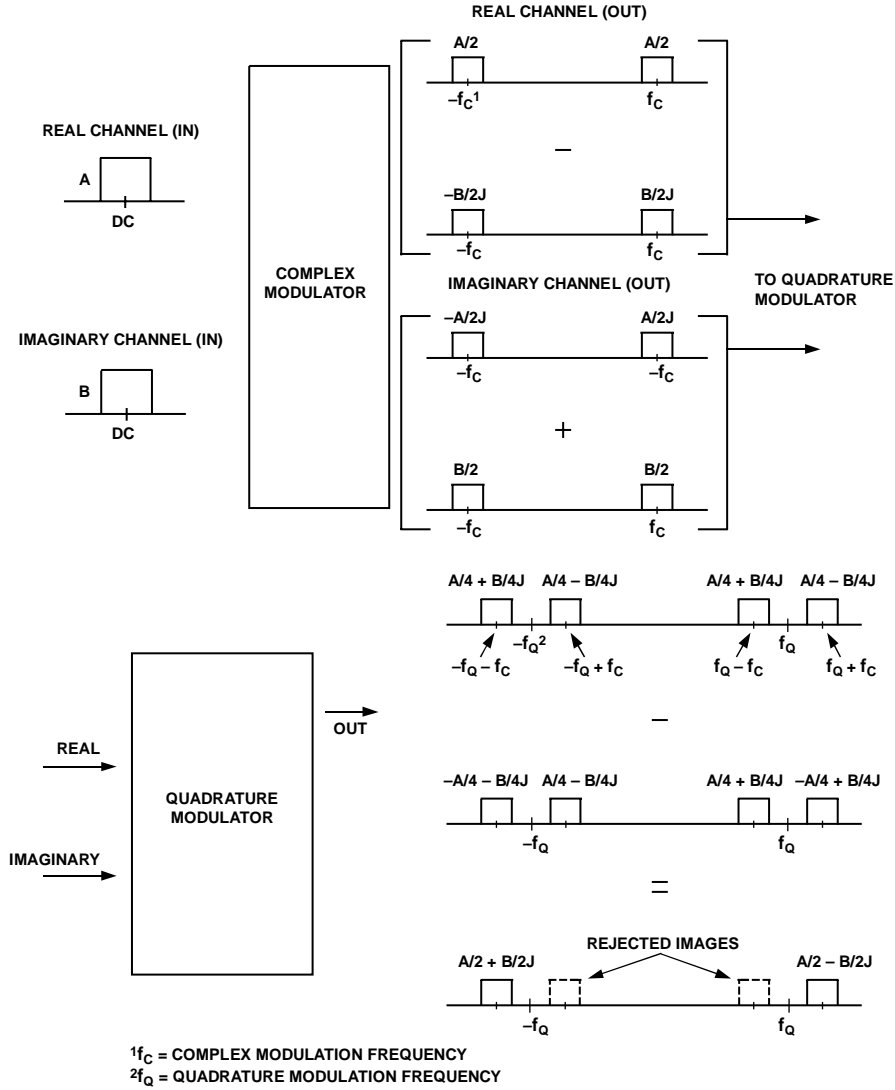 REAL CHANNEL (OUT)
A/2 A/2
–fC1 fC
REAL CHANNEL (IN)
A
DC
–
–B/2J B/2J
–fC fC
COMPLEX
MODULATOR
TO QUADRATURE
MODULATOR
IMAGINARY CHANNEL (OUT)
–A/2J A/2J
–fC –fC
IMAGINARY CHANNEL (IN)
B
DC
+
B/2 B/2
–fC fC
A/4 + B/4J A/4 – B/4J A/4 + B/4J A/4 – B/4J
–fQ2 fQ
–fQ – fC –fQ + fC fQ – fC fQ + fC
OUT
–
REAL
IMAGINARY
QUADRATURE
MODULATOR
–A/4 – B/4J A/4 – B/4J A/4 + B/4J –A/4 + B/4J
–fQ fQ
=
REJECTED IMAGES
A/2 + B/2J A/2 – B/2J
–fQ fQ
1fC = COMPLEX MODULATION FREQUENCY
2fQ = QUADRATURE MODULATION FREQUENCY